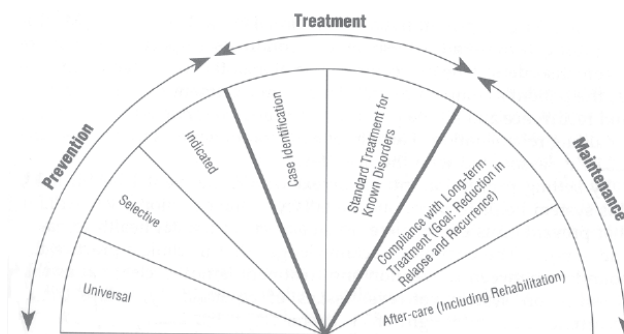 Treatment
Prevention
Maintenance
Universal
Selective
Indicated
Case Identification
Standard Treatment for
Known Disorders
Compliance with Long-term
Treatment (Goal: Reduction in
Relapse and Recurrence)
After-care (Including Rehabilitation)